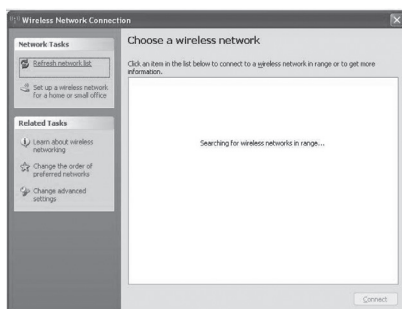 Wireless Network Connection
Network Tasks
Refresh network list
Set up a wireless network
for a home or small office
Related Tasks
Learn about wireless
networking
Change the order of
preferred networks
Change advanced
settings
Choose a wireless network
Click an item in the list below to connect to a wireless network in range or to get more
information.
Searching for wireless networks in range...
Connect